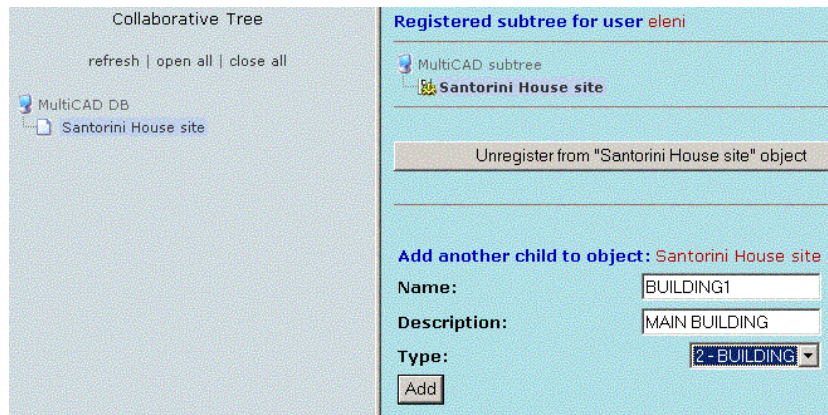 Collaborative Tree
refresh | open all | close all
MultiCAD DB
Santorini House site
Registered subtree for user eleni
MultiCAD subtree
Santorini House site
Unregister from "Santorini House site" object
Add another child to object: Santorini House site
Name: BUILDING1
Description: MAIN BUILDING
Type: 2 - BUILDING
Add